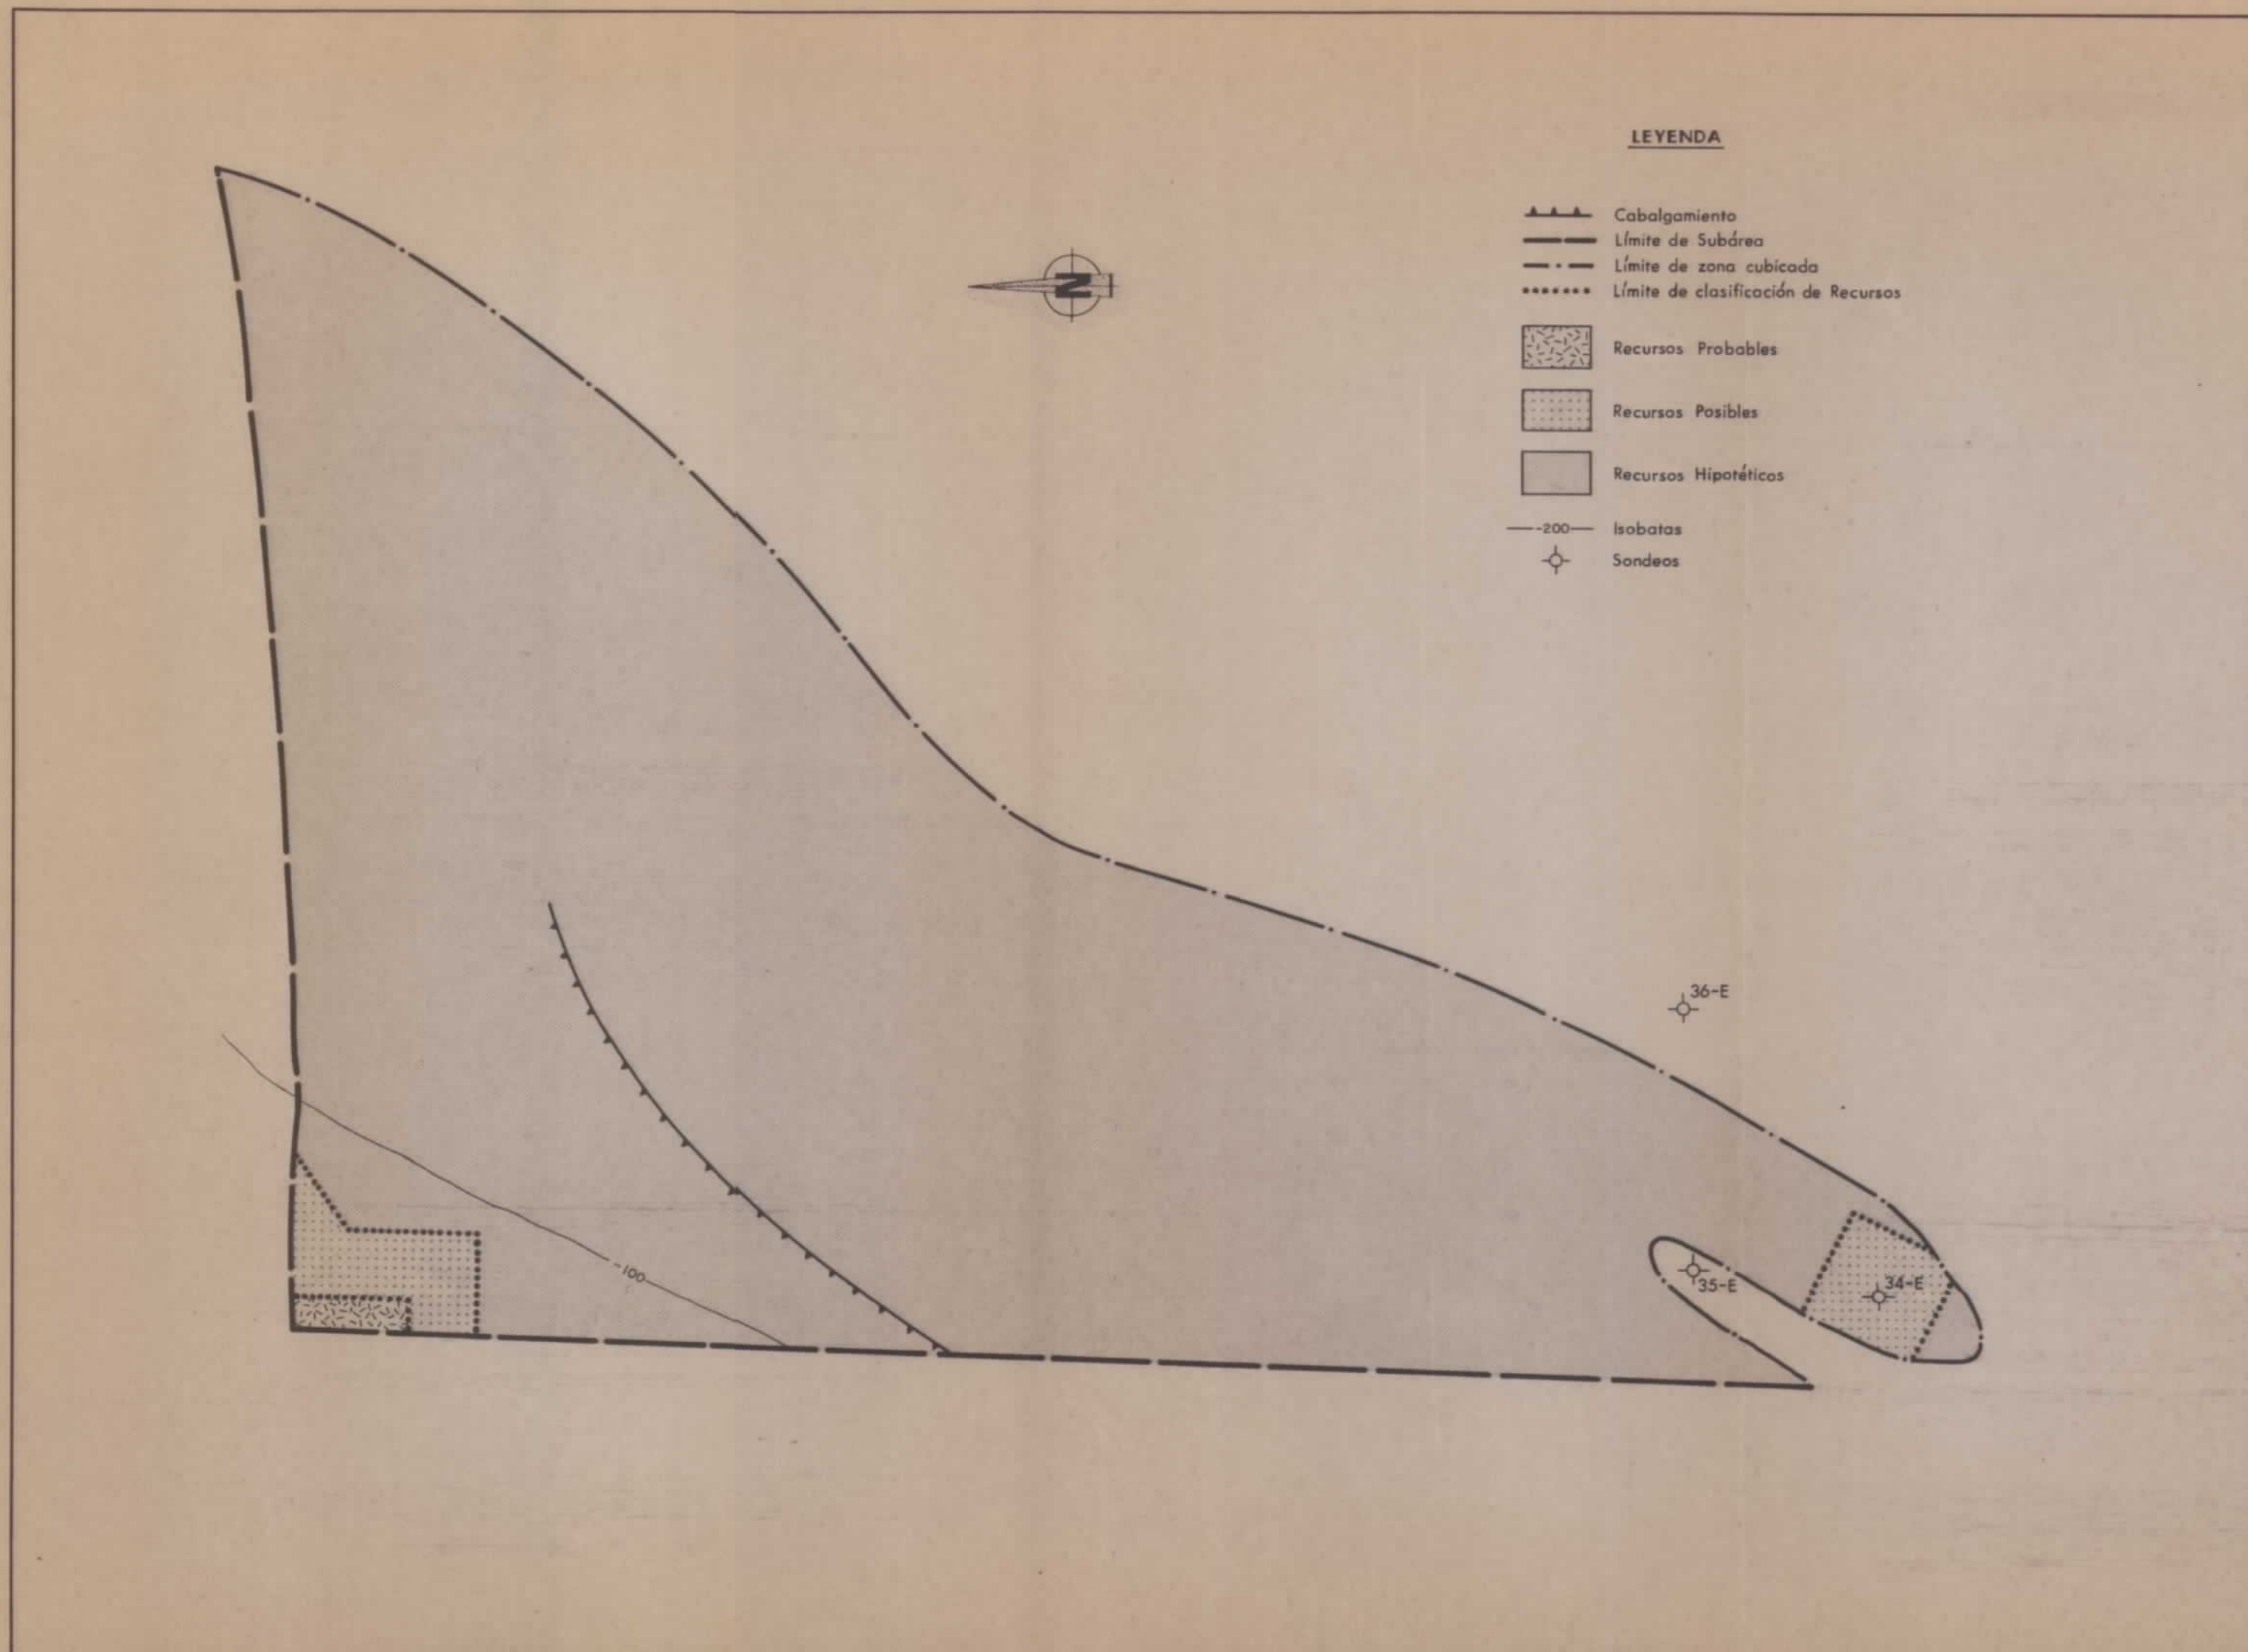 LEYENDA
Cabalgamiento
Límite de Subárea
Límite de zona cubicada
Límite de clasificación de Recursos
Recursos Probables
Recursos Posibles
Recursos Hipotéticos
-200
Isobatas
Sondeos
N
36-E
35-E
34-E
-100